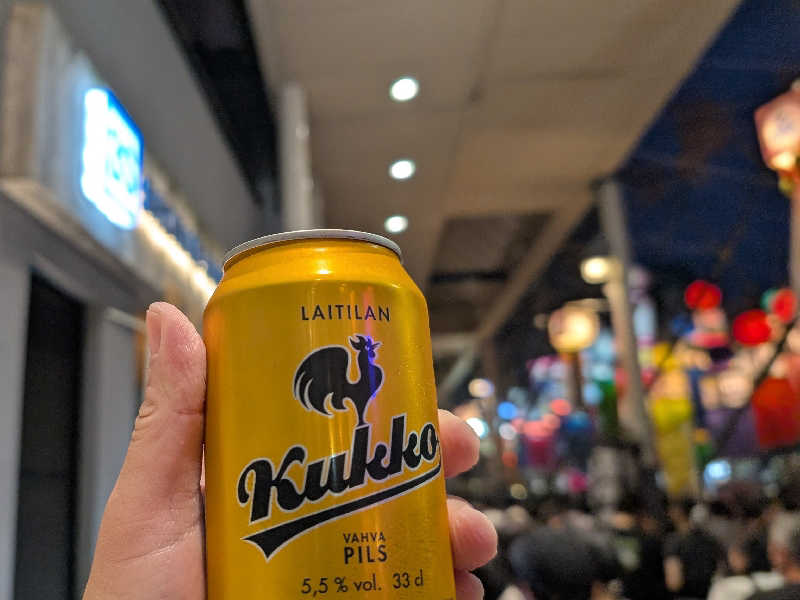 LAITILAN
Kukko
VAHVA
PILS
5,5 % vol. 33 cl